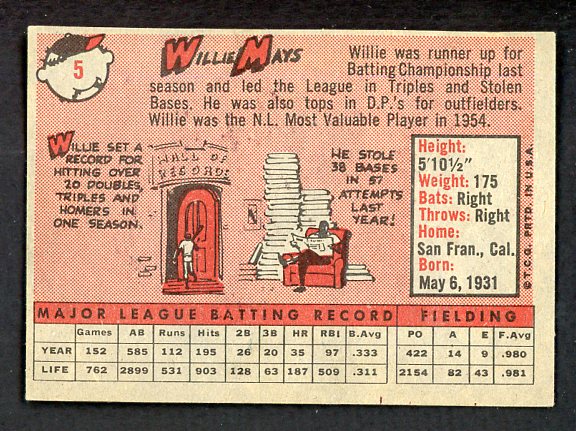 5
WILLIE MAYS
Willie was runner up for
Batting Championship last
season and led the League in Triples and Stolen
Bases. He was also tops in D.P.'s for outfielders.
Willie was the N.L. Most Valuable Player in 1954.
WILLIE SET A
RECORD FOR
HITTING OVER
20 DOUBLES,
TRIPLES AND
HOMERS IN
ONE SEASON.
HALL OF
RECORDS
HE STOLE
38 BASES IN
57
ATTEMPTS
LAST
YEAR!
Height:
5'10½"
Weight: 175
Bats: Right
Throws: Right
Home:
San Fran., Cal.
Born:
May 6, 1931
© T.C.G. PRTD. IN U.S.A.
MAJOR LEAGUE BATTING RECORD FIELDING
Games AB Runs Hits 2B 3B HR RBI B.Avg PO A E F.Avg
YEAR 152 585 112 195 26 20 35 97 .333 422 14 9 .980
LIFE 762 2899 531 903 128 63 187 509 .311 2154 82 43 .981